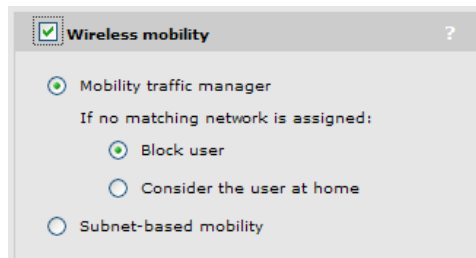 Wireless mobility ?
Mobility traffic manager
If no matching network is assigned:
Block user
Consider the user at home
Subnet-based mobility